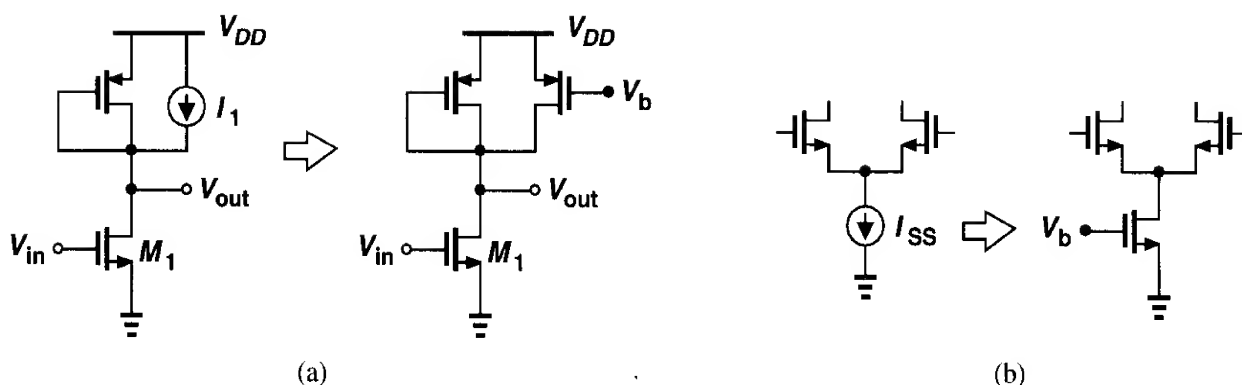 V_DD
I_1
V_out
V_in
M_1
V_DD
V_b
V_out
V_in
M_1
I_SS
V_b
(a)
(b)